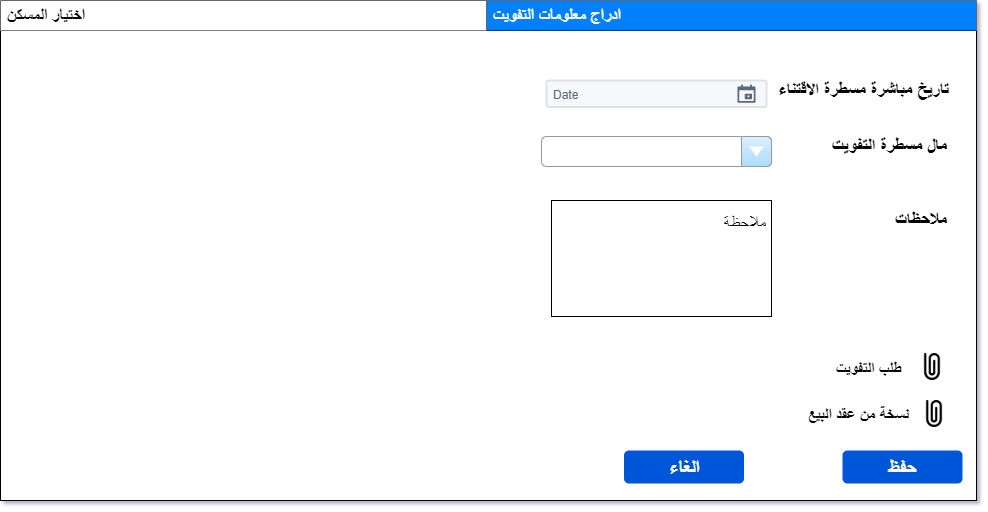 ادراج معلومات التفويت
اختيار المسكن
تاريخ مباشرة مسطرة الاقتناء
Date
مال مسطرة التفويت
ملاحظات
ملاحظة
طلب التفويت
نسخة من عقد البيع
حفظ
الغاء